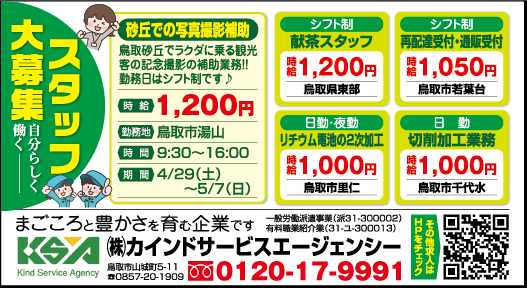 スタッフ
大募集
自分らしく
働く
砂丘での写真撮影補助
鳥取砂丘でラクダに乗る観光
客の記念撮影の補助業務!!
勤務日はシフト制です♪
時給 1,200円
勤務地 鳥取市湯山
時間 9:30～16:00
期間 4/29(土)
～5/7(日)
シフト制
献茶スタッフ
時給1,200円
鳥取県東部
シフト制
再配達受付・通販受付
時給1,050円
鳥取市若葉台
日勤・夜勤
リチウム電池の2次加工
時給1,000円
鳥取市里仁
日勤
切削加工業務
時給1,000円
鳥取市千代水
まごころと豊かさを育む企業です
一般労働派遣事業(派31-300002)
有料職業紹介業(31-ユ-300013)
KSA
Kind Service Agency
㈱カインドサービスエージェンシー
鳥取市山城町5-11
☎0857-20-1909
0120-17-9991
その他求人は
HPをチェック